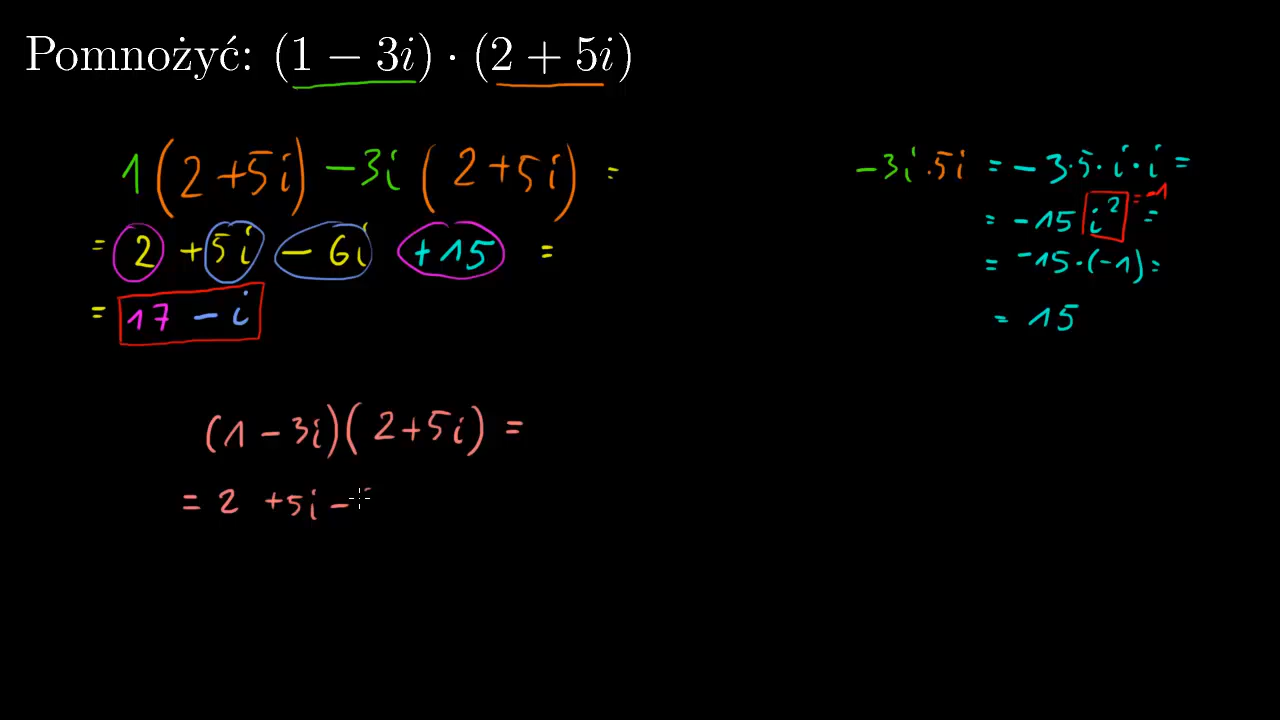 Pomnożyć: (1 − 3i) · (2 + 5i)
1(2+5i) −3i (2+5i) =
= 2 +5i − 6i +15 =
= 17 − i
−3i·5i = −3·5·i·i =
= −15 i² = =−1
= −15·(−1) =
= 15
(1 − 3i)(2+5i) =
= 2 +5i −